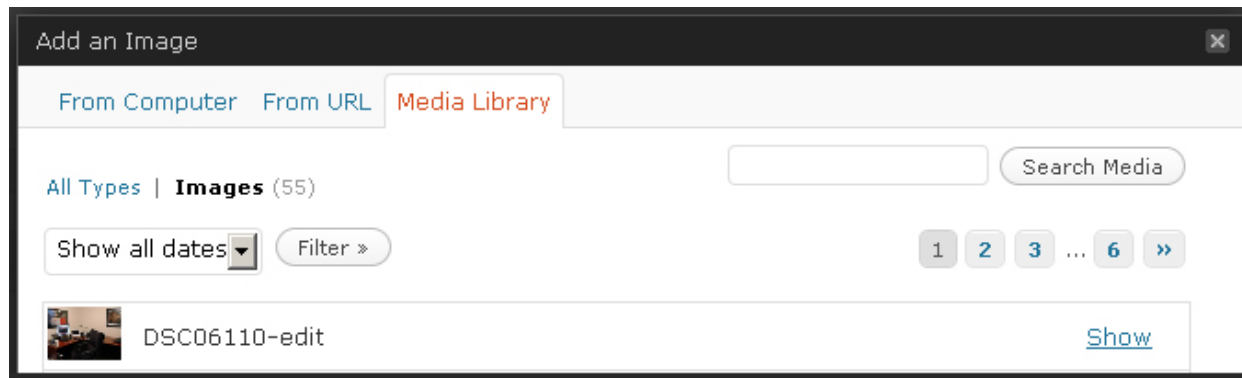 Add an Image
From Computer From URL Media Library
Search Media
All Types | Images (55)
Show all dates Filter »
1 2 3 ... 6 »
DSC06110-edit Show